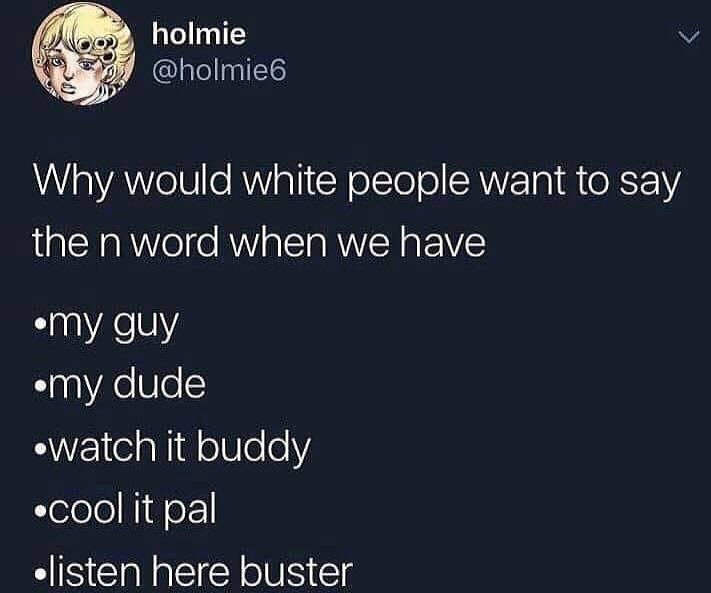 holmie
@holmie6
Why would white people want to say
the n word when we have
•my guy
•my dude
•watch it buddy
•cool it pal
•listen here buster